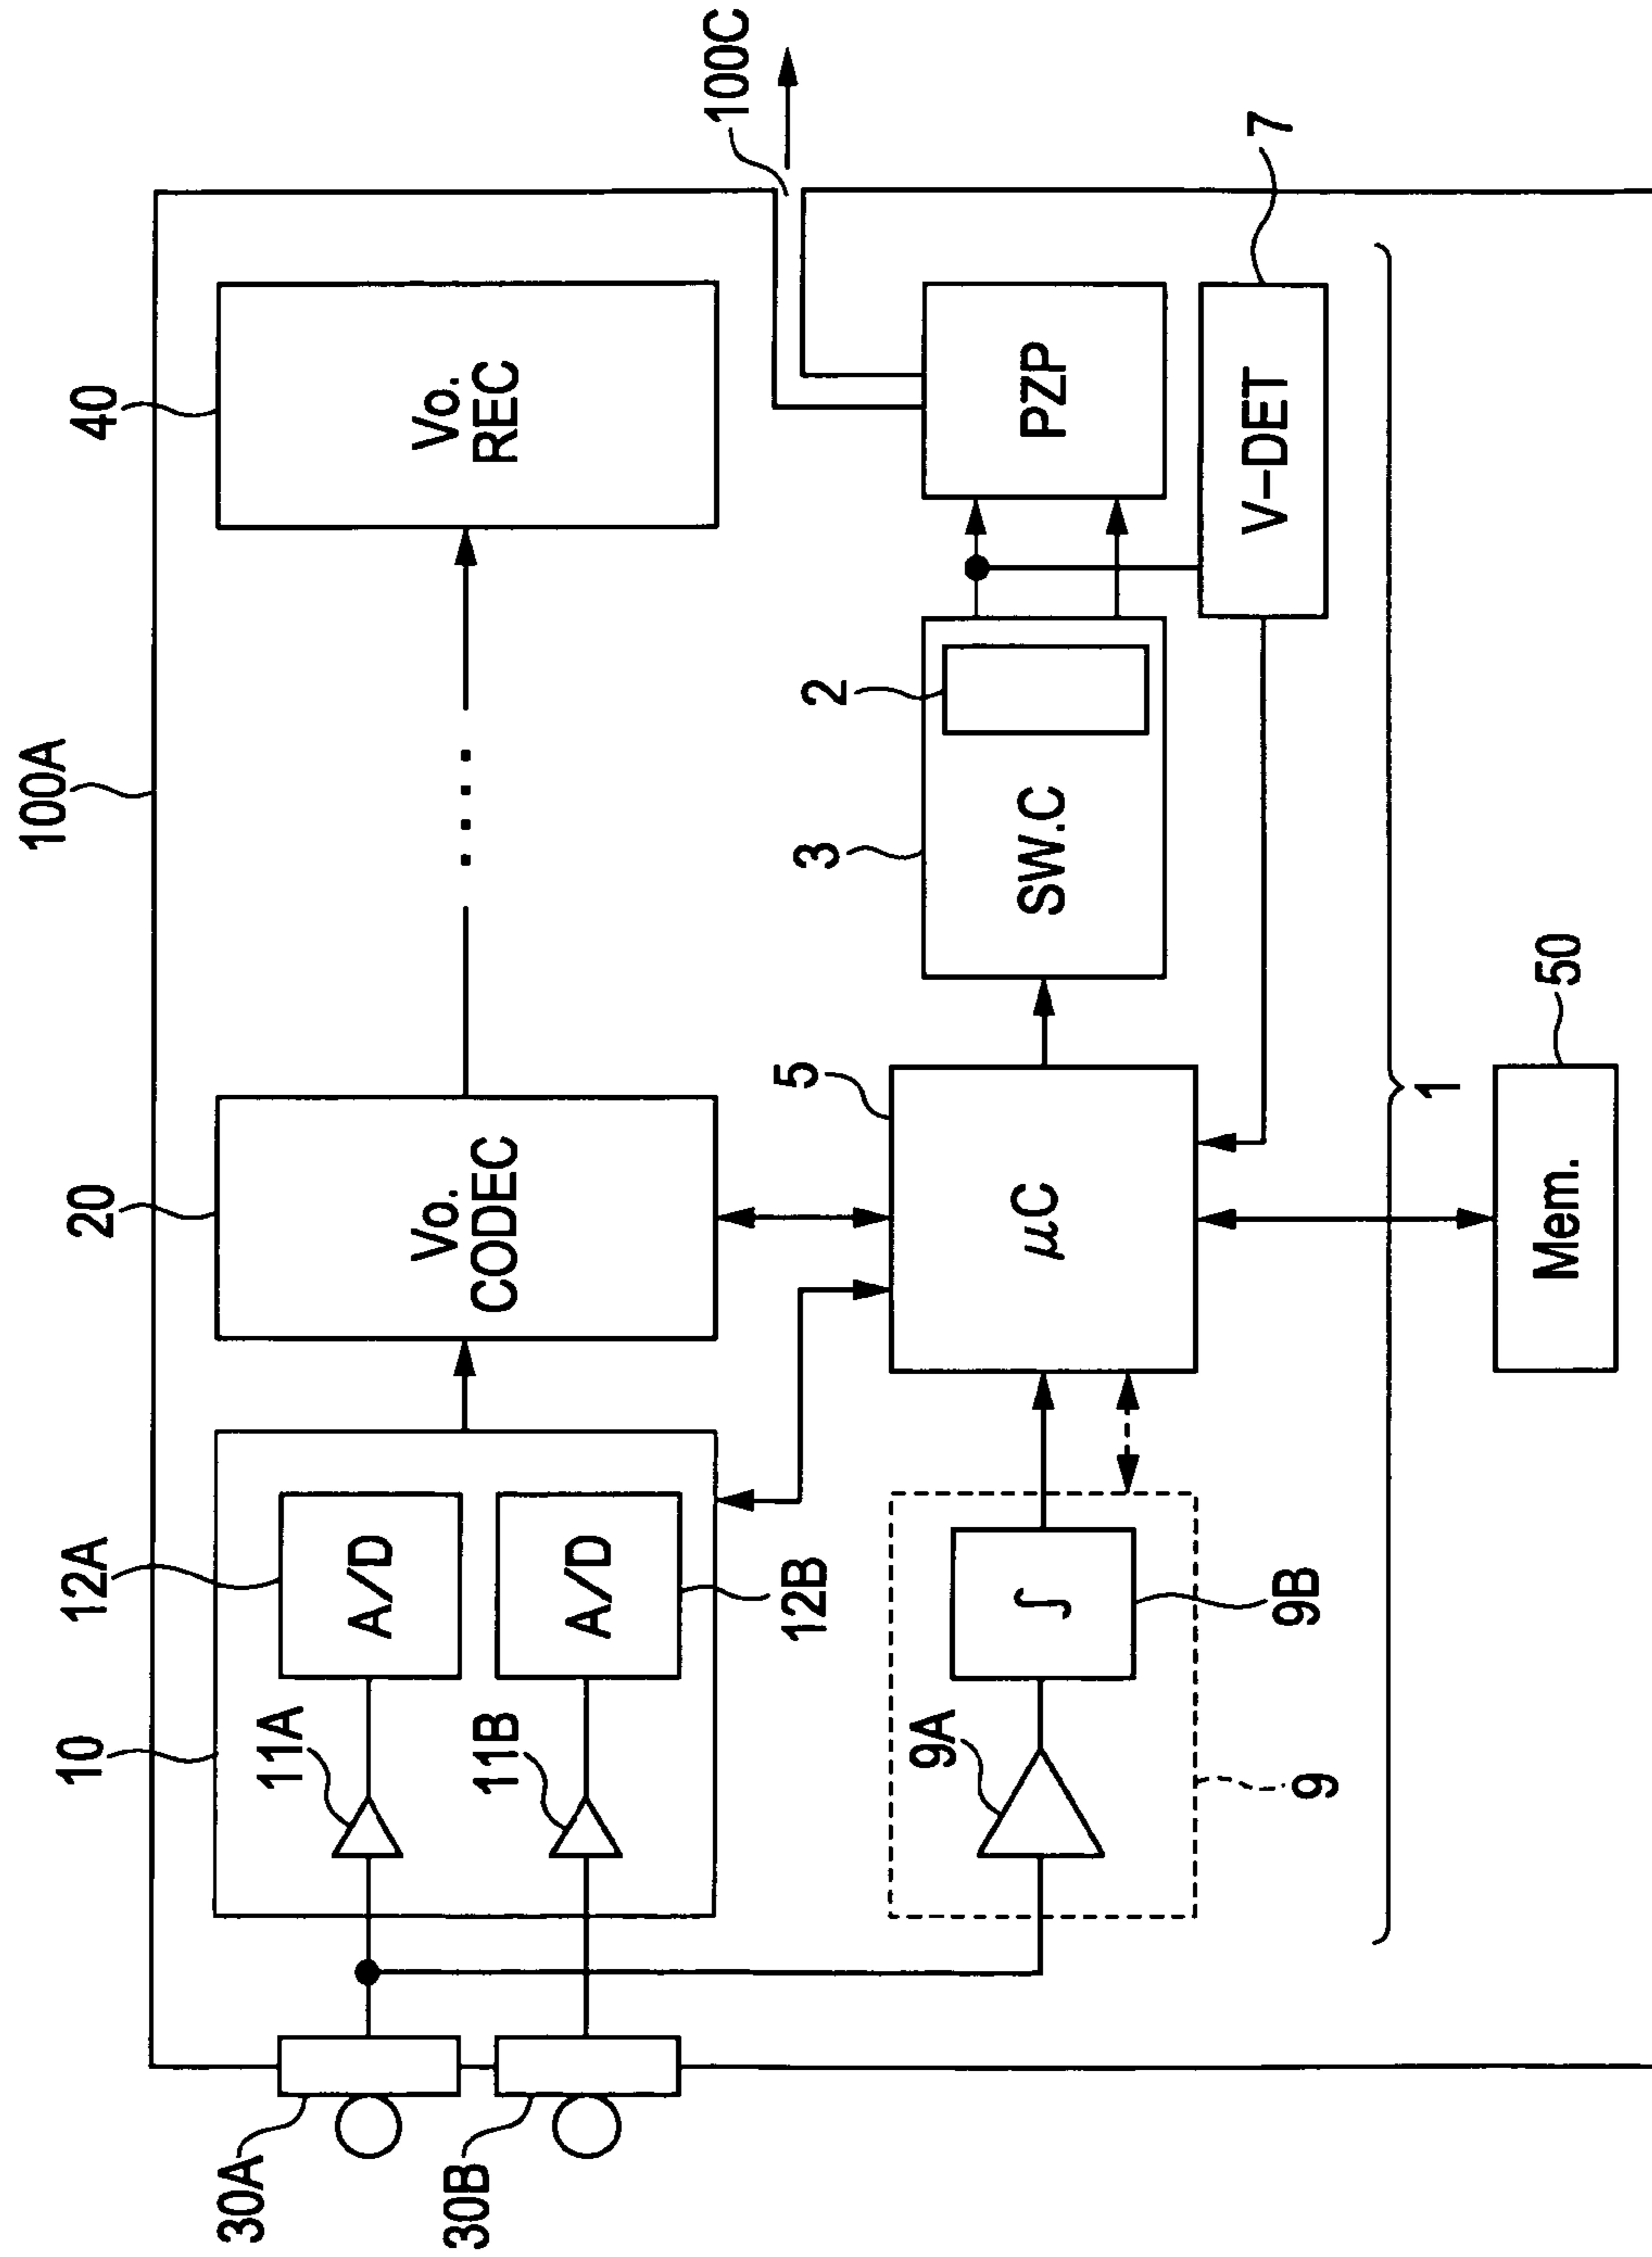 100A
10
12A
20
40
100C
11A
A/D
Vo.
CODEC
Vo.
REC
30A
11B
A/D
30B
12B
5
2
3
9A
∫
μC
SW.C
PZP
9B
9
V-DET
7
1
Mem.
50